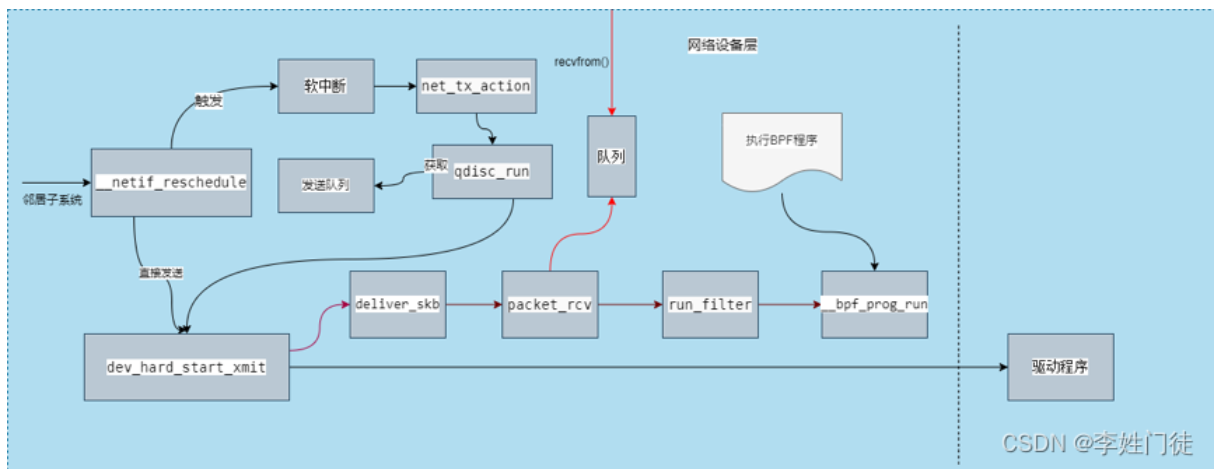 网络设备层
recvfrom()
软中断
net_tx_action
触发
队列
执行BPF程序
获取
qdisc_run
发送队列
__netif_reschedule
邻居子系统
直接发送
deliver_skb
packet_rcv
run_filter
__bpf_prog_run
dev_hard_start_xmit
驱动程序
CSDN @李姓门徒